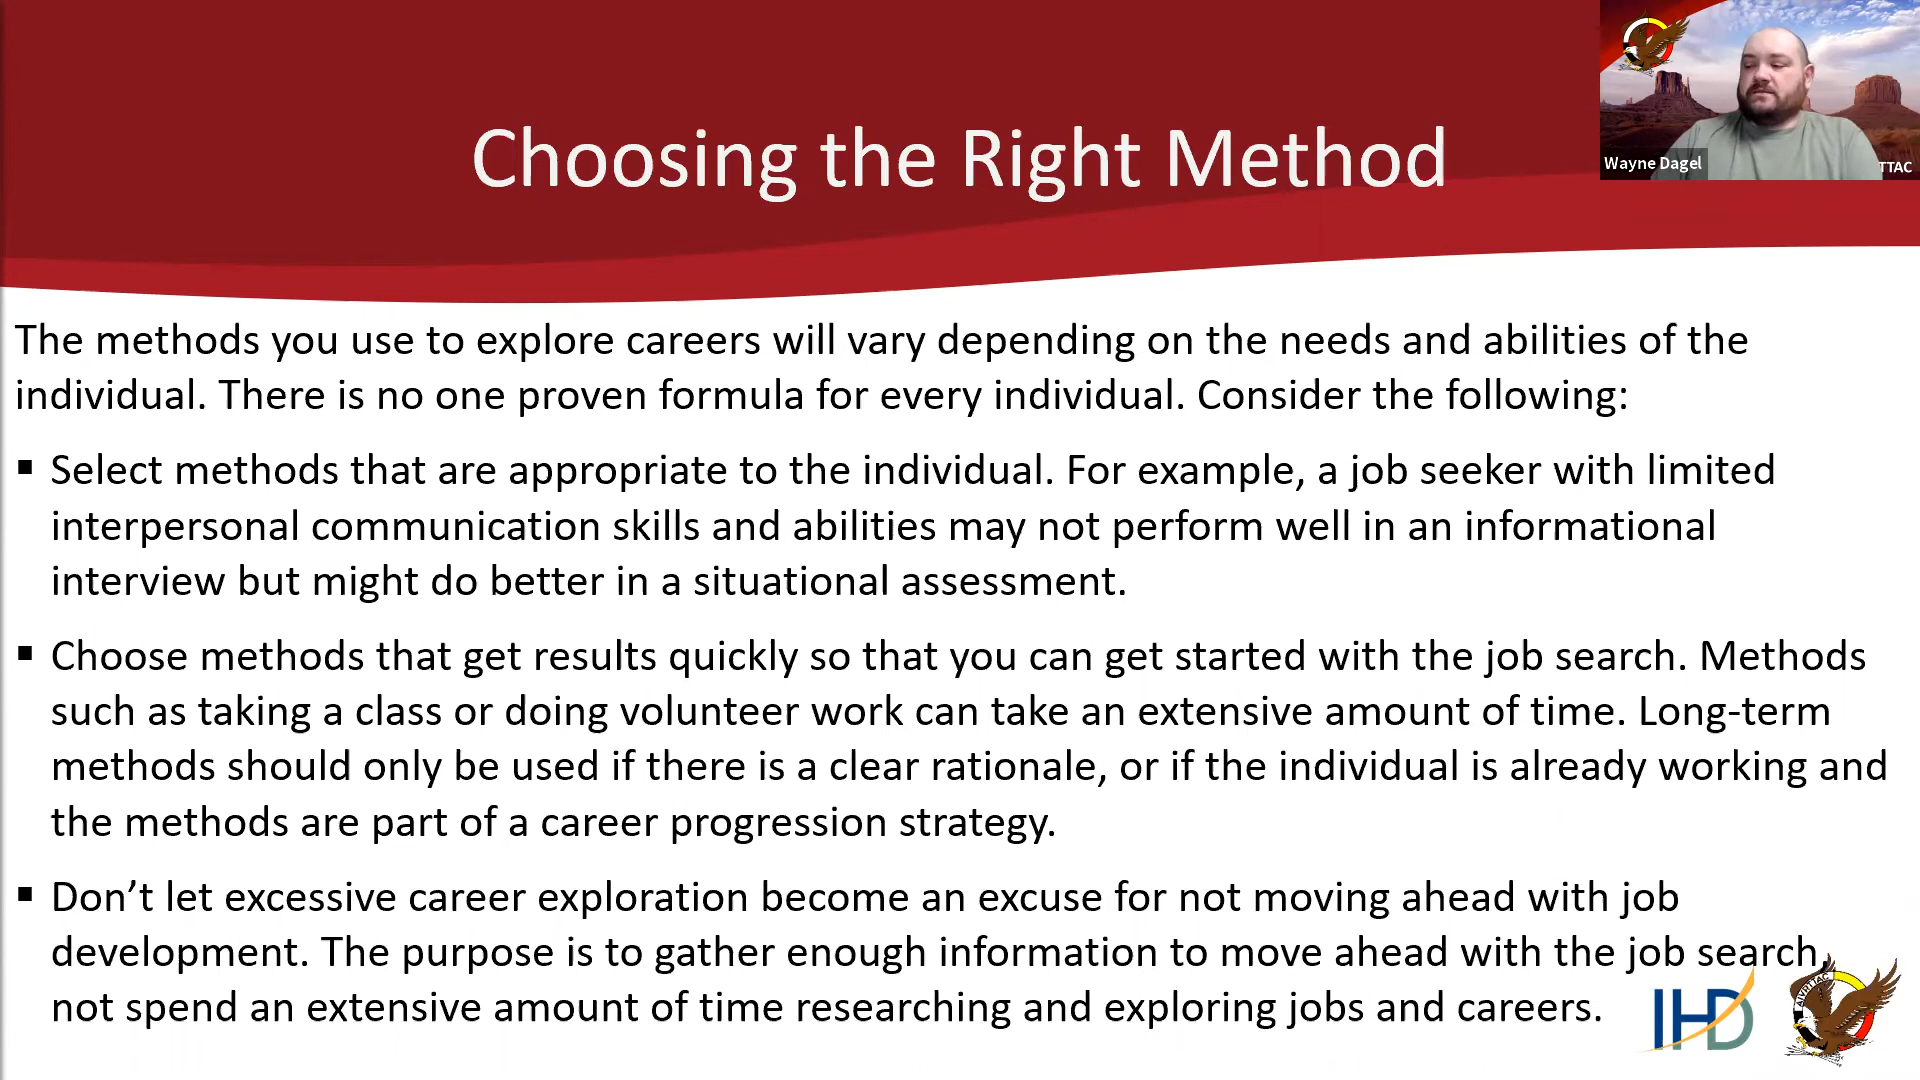 Choosing the Right Method
Wayne Dagel
TTAC
The methods you use to explore careers will vary depending on the needs and abilities of the
individual. There is no one proven formula for every individual. Consider the following:
▪ Select methods that are appropriate to the individual. For example, a job seeker with limited
interpersonal communication skills and abilities may not perform well in an informational
interview but might do better in a situational assessment.
▪ Choose methods that get results quickly so that you can get started with the job search. Methods
such as taking a class or doing volunteer work can take an extensive amount of time. Long-term
methods should only be used if there is a clear rationale, or if the individual is already working and
the methods are part of a career progression strategy.
▪ Don’t let excessive career exploration become an excuse for not moving ahead with job
development. The purpose is to gather enough information to move ahead with the job search,
not spend an extensive amount of time researching and exploring jobs and careers.
IHD